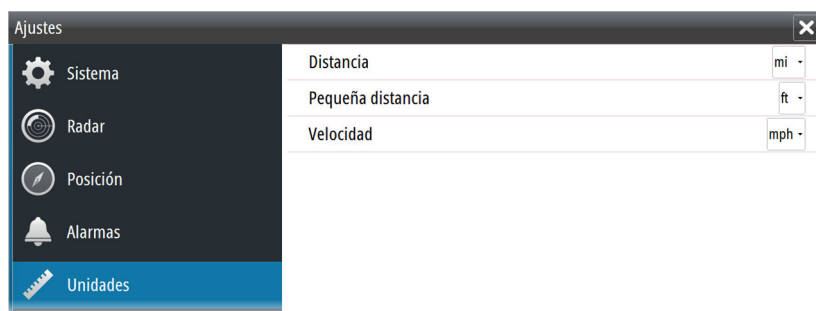 Ajustes
Sistema
Radar
Posición
Alarmas
Unidades
Distancia
mi
Pequeña distancia
ft
Velocidad
mph